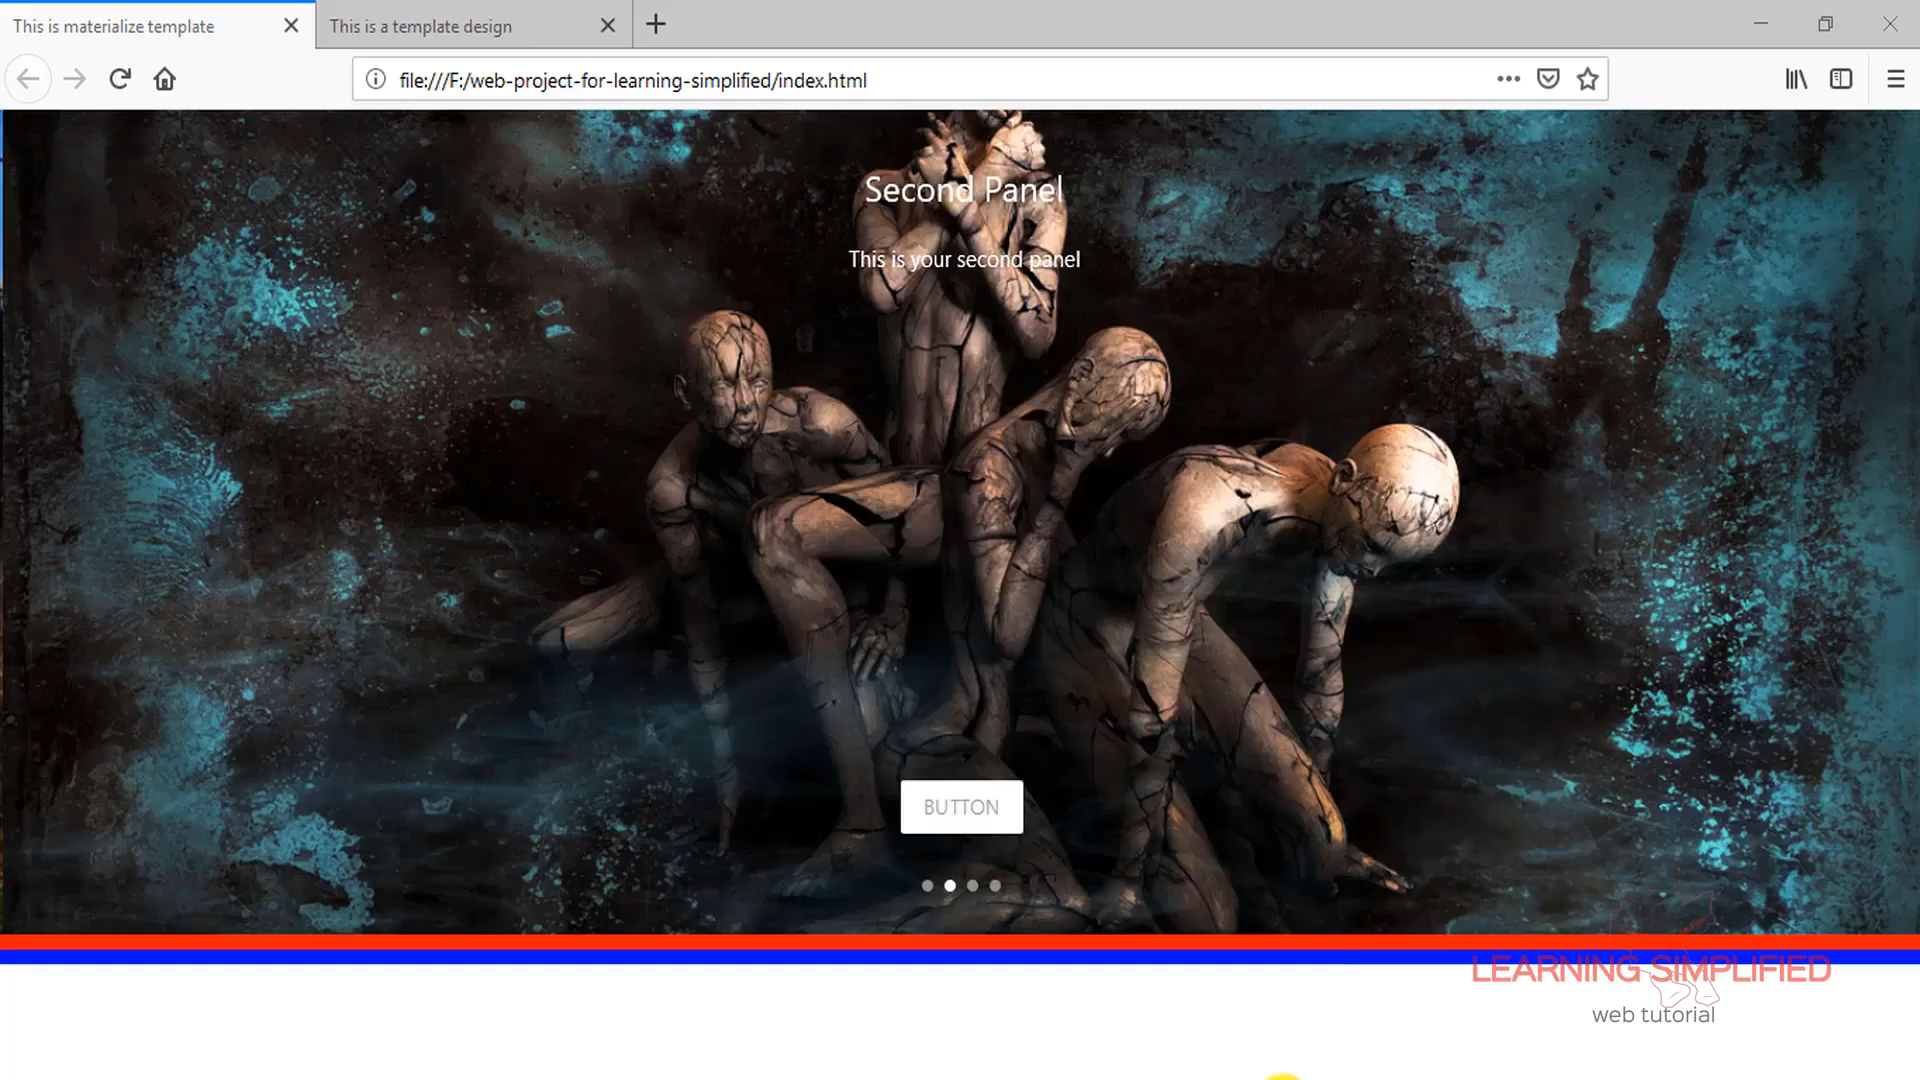 This is materialize template
This is a template design
file:///F:/web-project-for-learning-simplified/index.html
Second Panel
This is your second panel
BUTTON
LEARNING SIMPLIFIED
web tutorial